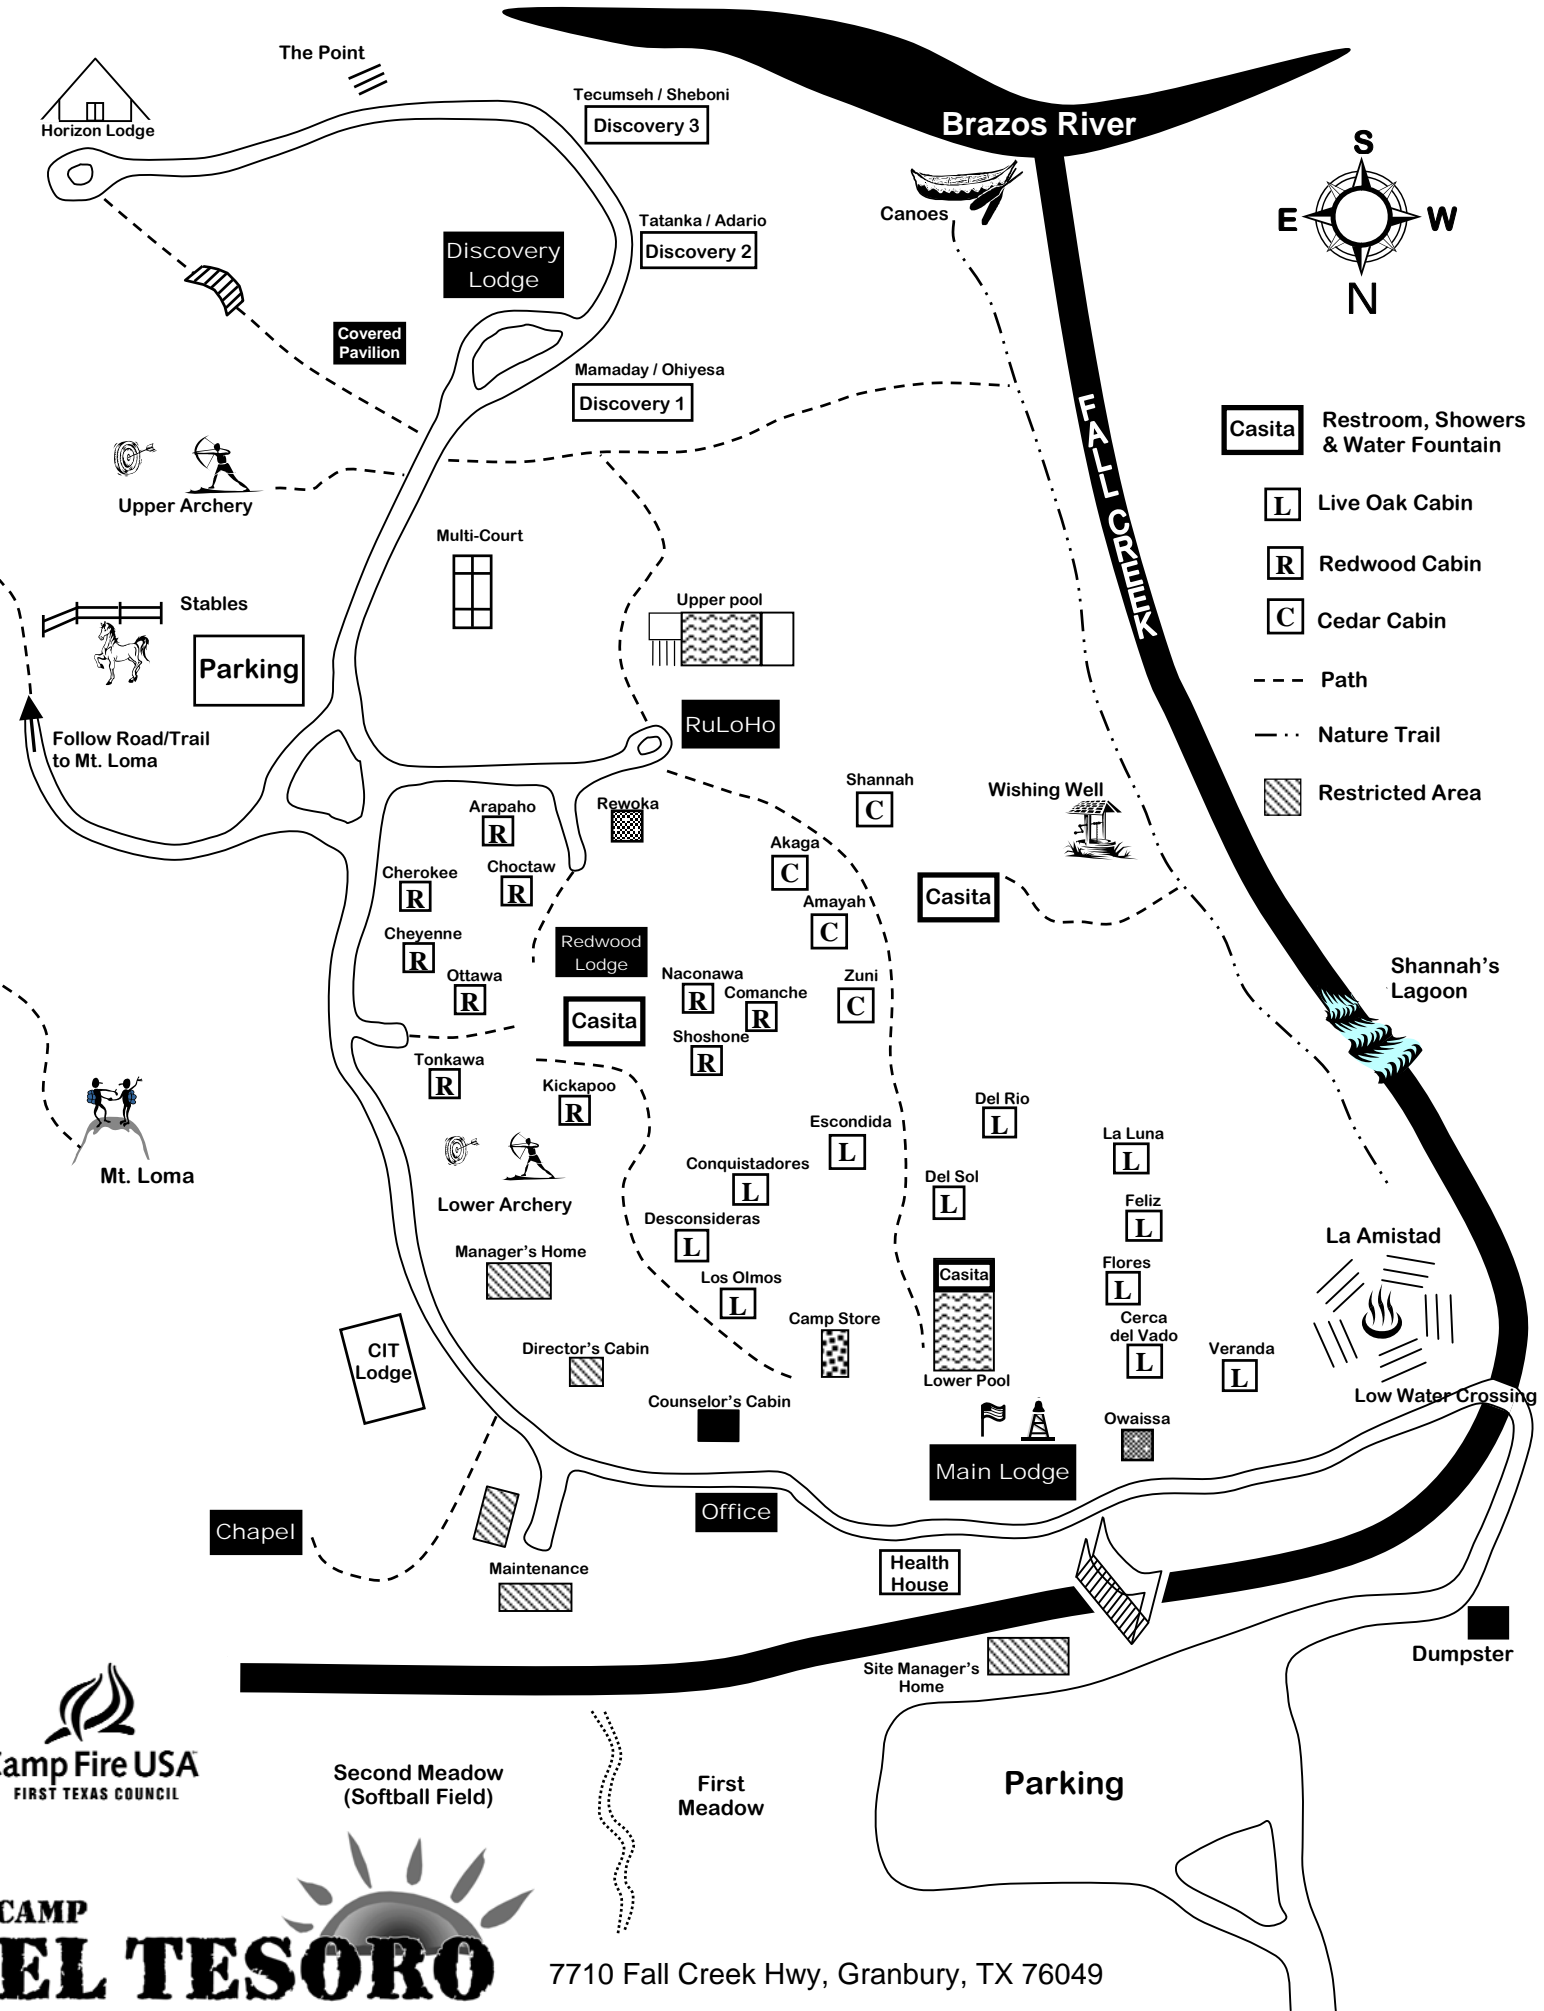 The Point
Horizon Lodge
Tecumseh / Sheboni
Discovery 3
Brazos River
S
E
W
N
Canoes
Tatanka / Adario
Discovery 2
Discovery
Lodge
Covered
Pavilion
Mamaday / Ohiyesa
Discovery 1
FALL CREEK
Casita
Restroom, Showers
& Water Fountain
L
Live Oak Cabin
R
Redwood Cabin
C
Cedar Cabin
Path
Nature Trail
Restricted Area
Upper Archery
Multi-Court
Stables
Parking
Upper pool
RuLoHo
Follow Road/Trail
to Mt. Loma
Shannah
C
Wishing Well
Arapaho
R
Rewoka
Akaga
C
Cherokee
R
Choctaw
R
Casita
Amayah
C
Cheyenne
R
Redwood
Lodge
Ottawa
R
Naconawa
R
Comanche
R
Zuni
C
Shannah's
Lagoon
Casita
Shoshone
R
Tonkawa
R
Kickapoo
R
Mt. Loma
Lower Archery
Escondida
L
Del Rio
L
La Luna
L
Conquistadores
L
Del Sol
L
Feliz
L
Desconsideras
L
La Amistad
Manager's Home
Los Olmos
L
Casita
Flores
L
Camp Store
Cerca
del Vado
L
CIT
Lodge
Director's Cabin
Veranda
L
Lower Pool
Counselor's Cabin
Low Water Crossing
Owaissa
Main Lodge
Office
Chapel
Health
House
Maintenance
Site Manager's
Home
Dumpster
Camp Fire USA
FIRST TEXAS COUNCIL
Second Meadow
(Softball Field)
First
Meadow
Parking
CAMP
EL TESORO
7710 Fall Creek Hwy, Granbury, TX 76049